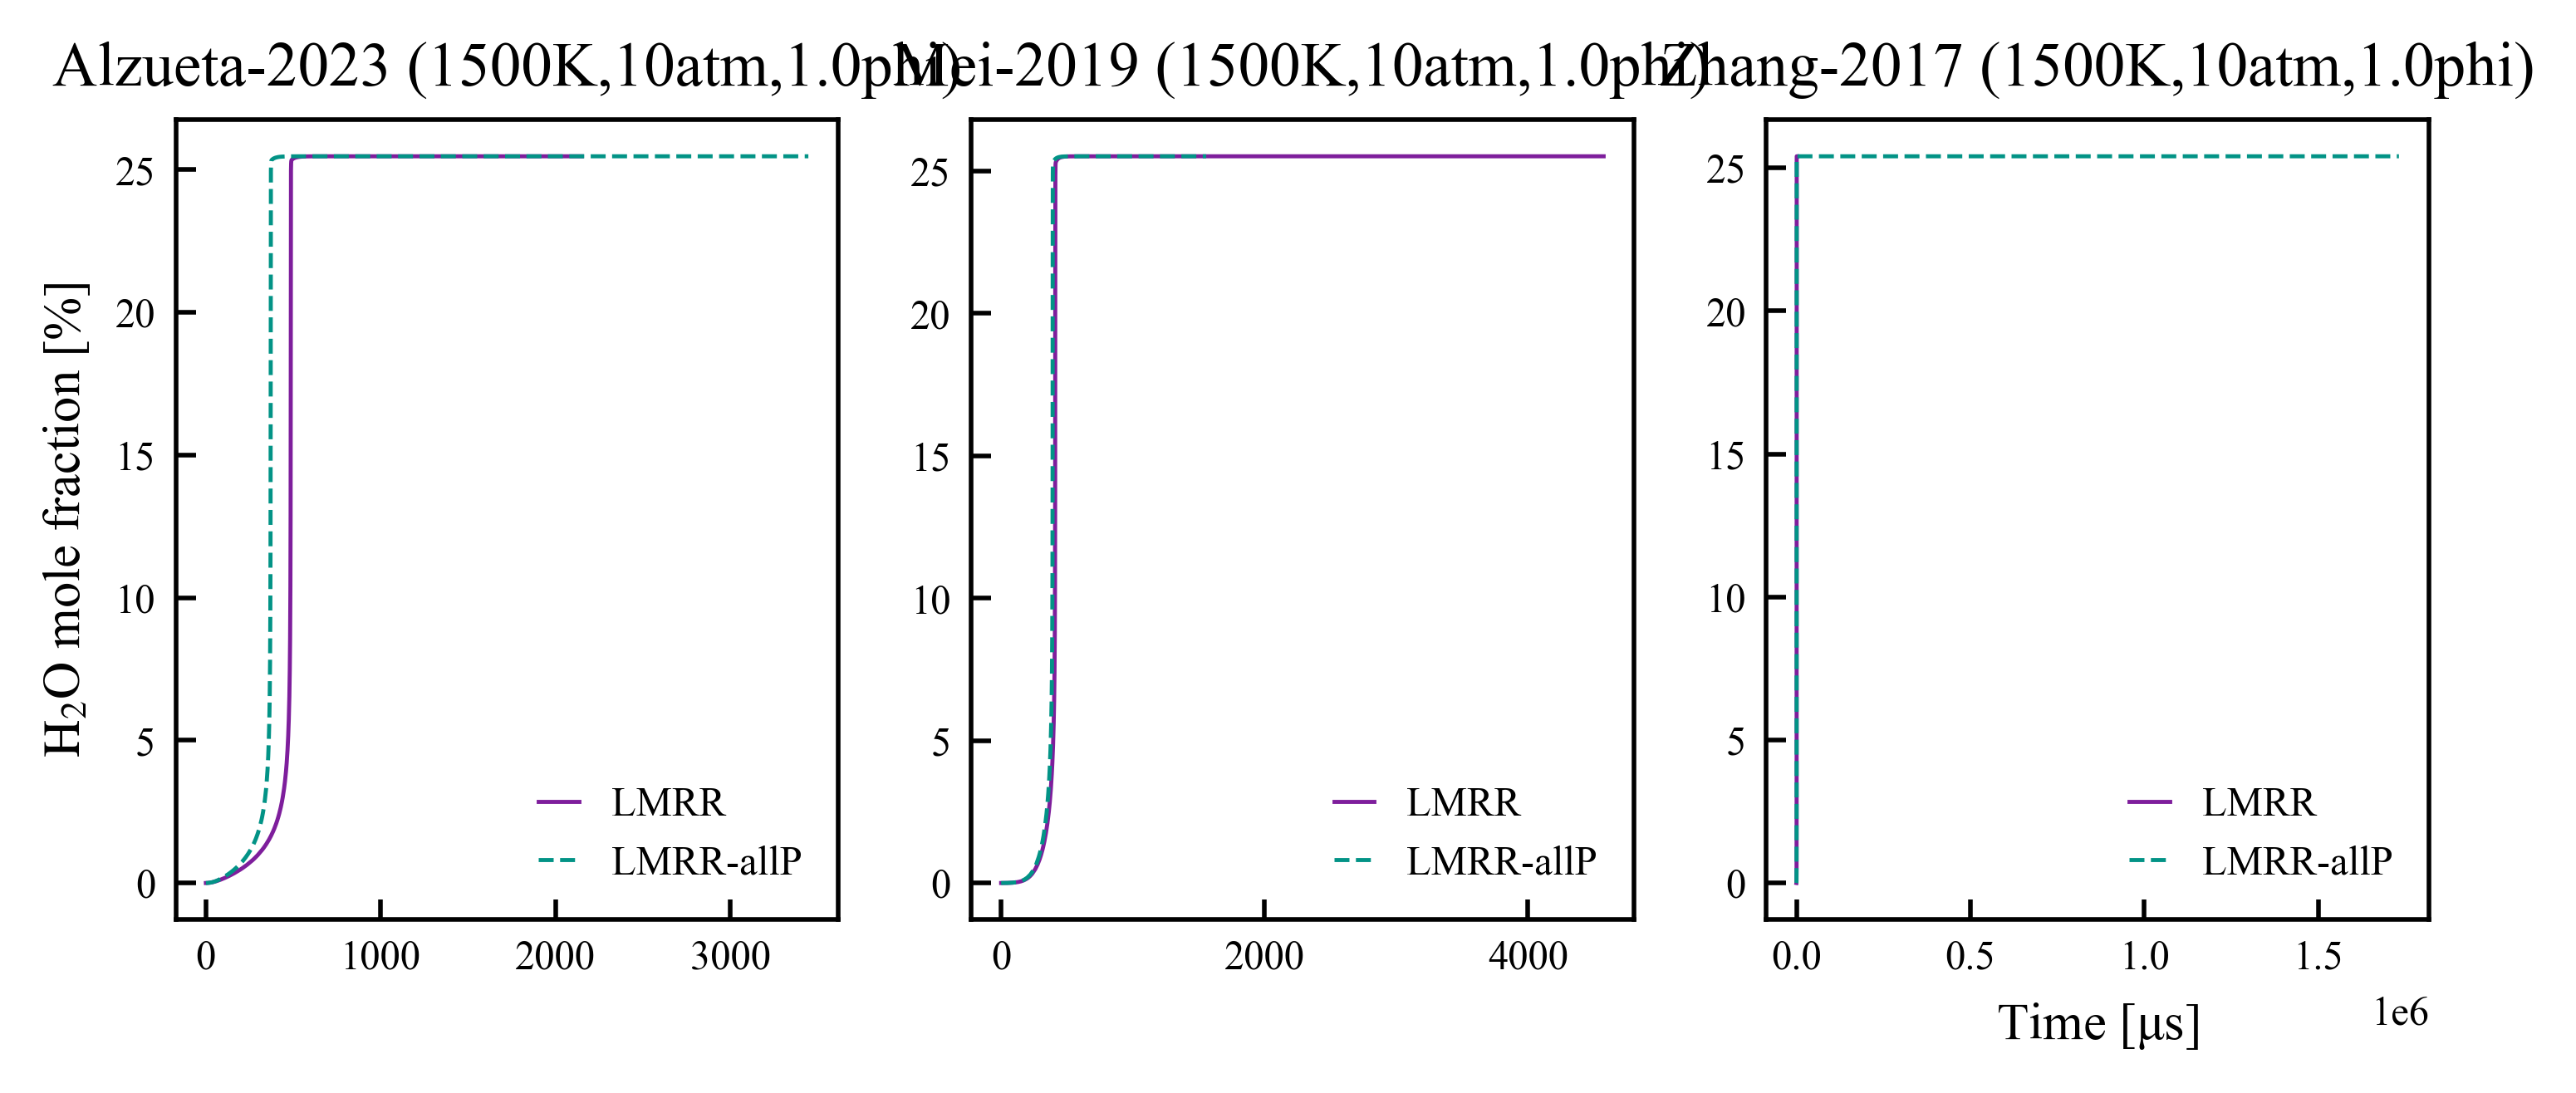 Alzueta-2023 (1500K,10atm,1.0phi)
Mei-2019 (1500K,10atm,1.0phi)
Zhang-2017 (1500K,10atm,1.0phi)
H₂O mole fraction [%]
25
20
15
10
5
0
LMRR
LMRR-allP
0 1000 2000 3000
25
20
15
10
5
0
LMRR
LMRR-allP
0 2000 4000
25
20
15
10
5
0
LMRR
LMRR-allP
0.0 0.5 1.0 1.5
1e6
Time [μs]